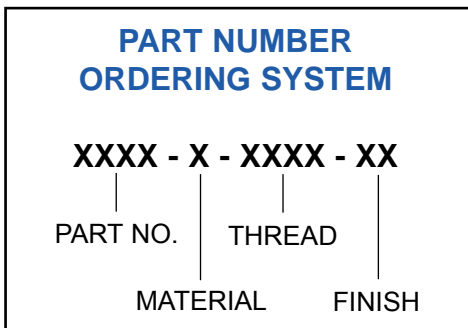 PART NUMBER
ORDERING SYSTEM
XXXX - X - XXXX - XX
PART NO. THREAD
MATERIAL FINISH